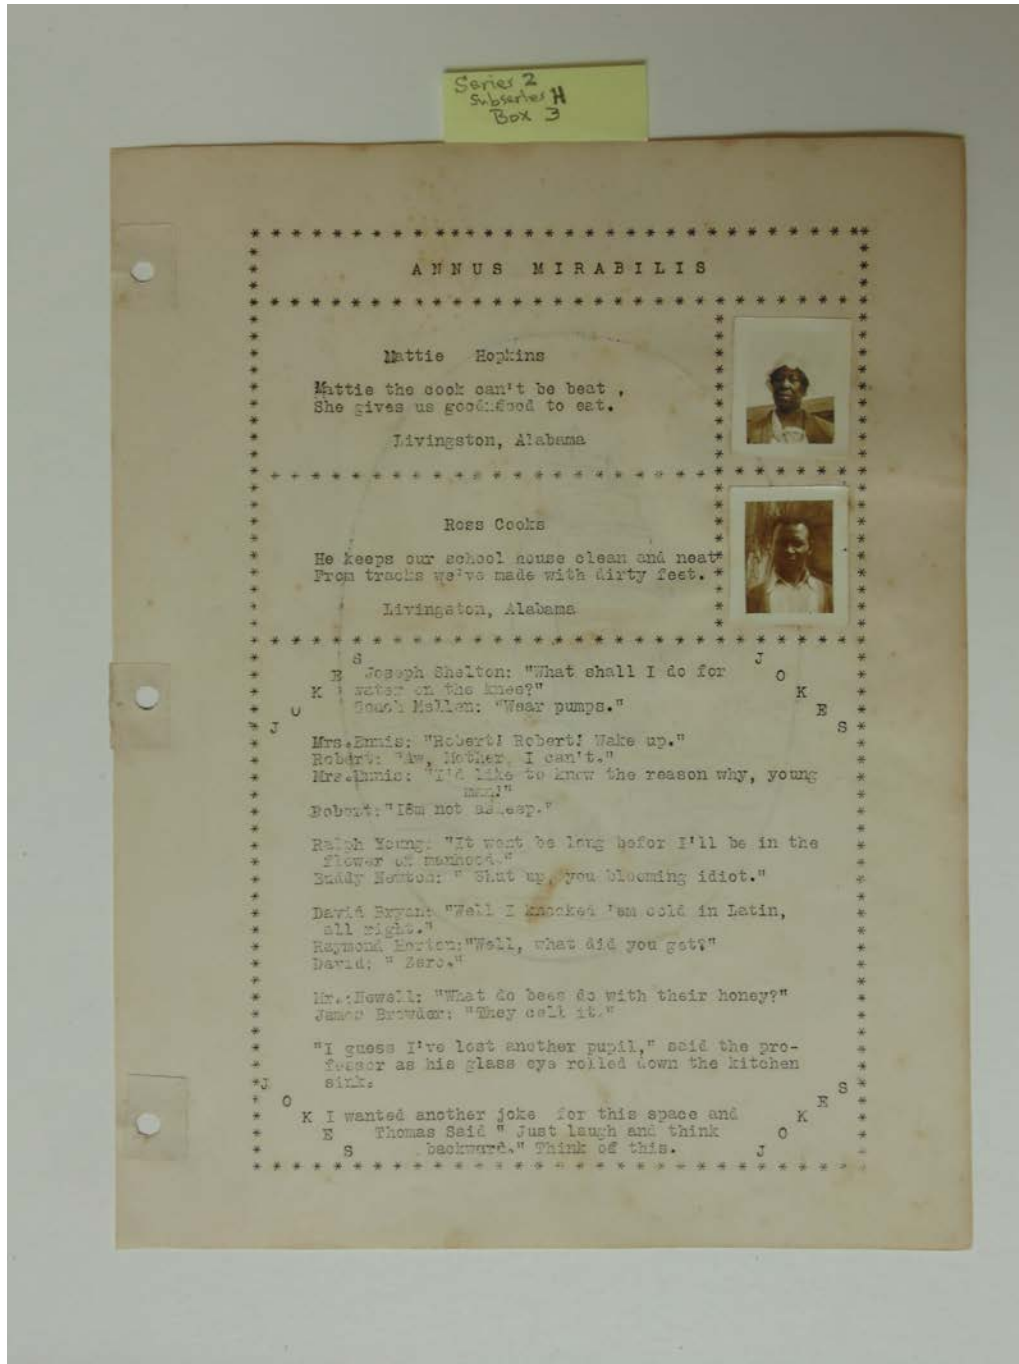 Series 2
Subseries H
Box 3
ANNUS MIRABILIS
Mattie Hopkins
Mattie the cook can't be beat ,
She gives us good food to eat.
Livingston, Alabama
Ross Cooks
He keeps our school house clean and neat
From tracks we've made with dirty feet.
Livingston, Alabama
JOKES
JOKES
Joseph Shelton: "What shall I do for
water on the knee?"
Coach Mellen: "Wear pumps."
Mrs.Ennis: "Robert! Robert! Wake up."
Robert: "Aw, Mother, I can't."
Mrs.Ennis: "I'd like to know the reason why, young
man!"
Robert:"I8m not asleep."
Ralph Young: "It wont be long befor I'll be in the
flower of manhood."
Buddy Newton: " Shut up, you blooming idiot."
David Bryan: "Well I knocked 'em cold in Latin,
all right."
Raymond Horton:"Well, what did you get?"
David: " Zero."
Mr. Newell: "What do bees do with their honey?"
James Browder: "They cell it."
"I guess I've lost another pupil," said the pro-
fessor as his glass eye rolled down the kitchen
sink.
I wanted another joke for this space and
Thomas Said " Just laugh and think
backward." Think of this.
JOKES
JOKES